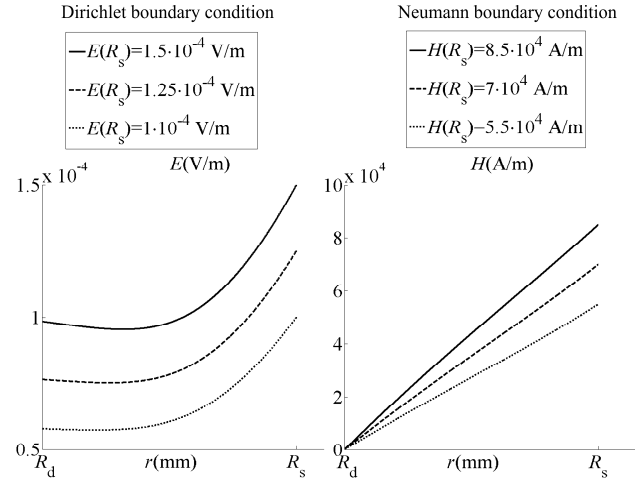 Dirichlet boundary condition
E(Rs)=1.5·10^-4 V/m
E(Rs)=1.25·10^-4 V/m
E(Rs)=1·10^-4 V/m
E(V/m)
x 10^-4
1.5
1
0.5
Rd
r(mm)
Rs
Neumann boundary condition
H(Rs)=8.5·10^4 A/m
H(Rs)=7·10^4 A/m
H(Rs)−5.5·10^4 A/m
H(A/m)
x 10^4
10
8
6
4
2
0
Rd
r(mm)
Rs